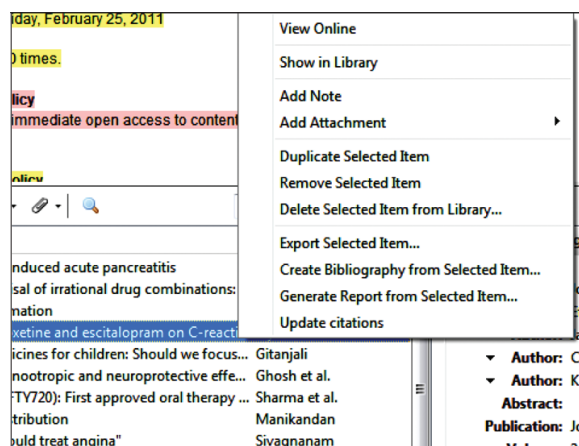 iday, February 25, 2011
0 times.
licy
immediate open access to content
olicy
View Online
Show in Library
Add Note
Add Attachment
Duplicate Selected Item
Remove Selected Item
Delete Selected Item from Library...
Export Selected Item...
Create Bibliography from Selected Item...
Generate Report from Selected Item...
Update citations
nduced acute pancreatitis
sal of irrational drug combinations:
mation
xetine and escitalopram on C-reacti
icines for children: Should we focus... Gitanjali
nootropic and neuroprotective effe... Ghosh et al.
FTY720): First approved oral therapy ... Sharma et al.
tribution Manikandan
ould treat angina" Sivagnanam
Author: C
Author: K
Abstract:
Publication: Jo